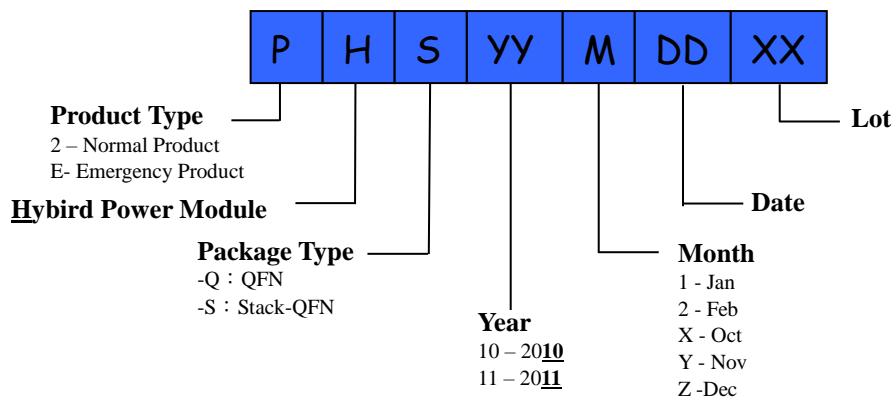 P H S YY M DD XX
Product Type
2 – Normal Product
E- Emergency Product
Lot
Hybird Power Module
Date
Package Type
-Q：QFN
-S：Stack-QFN
Month
1 - Jan
2 - Feb
X - Oct
Y - Nov
Z -Dec
Year
10 – 2010
11 – 2011